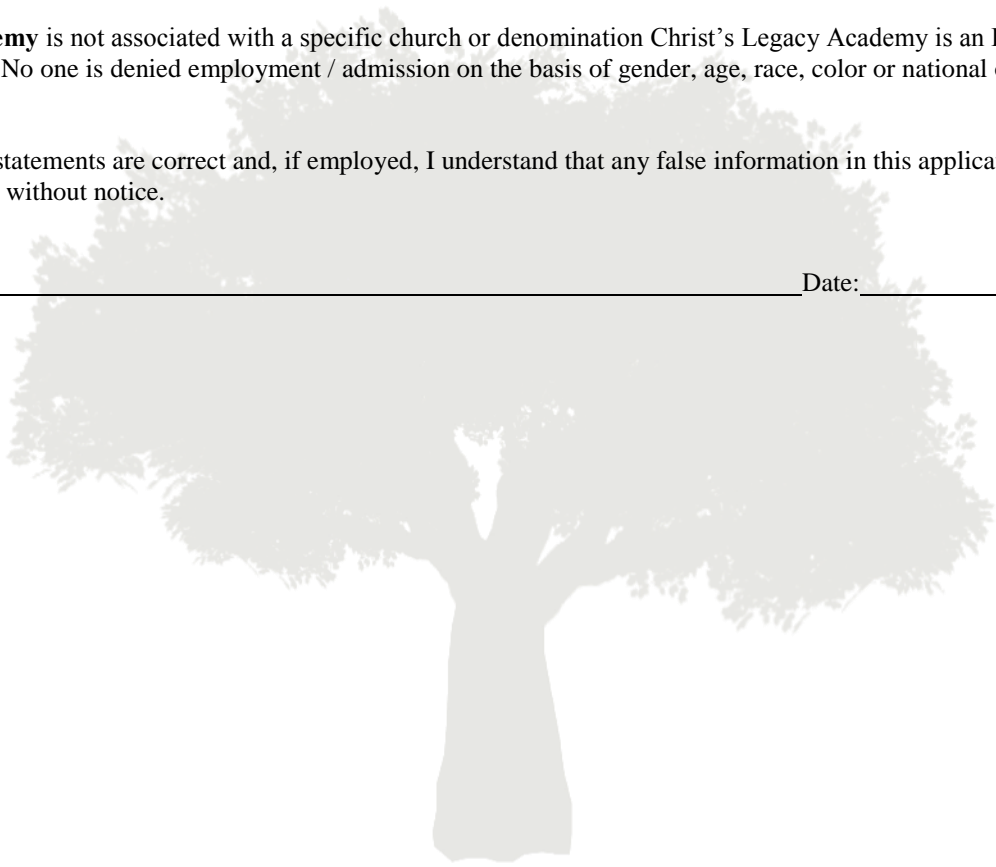 emy is not associated with a specific church or denomination Christ’s Legacy Academy is an
No one is denied employment / admission on the basis of gender, age, race, color or national
statements are correct and, if employed, I understand that any false information in this applica
without notice.
Date: